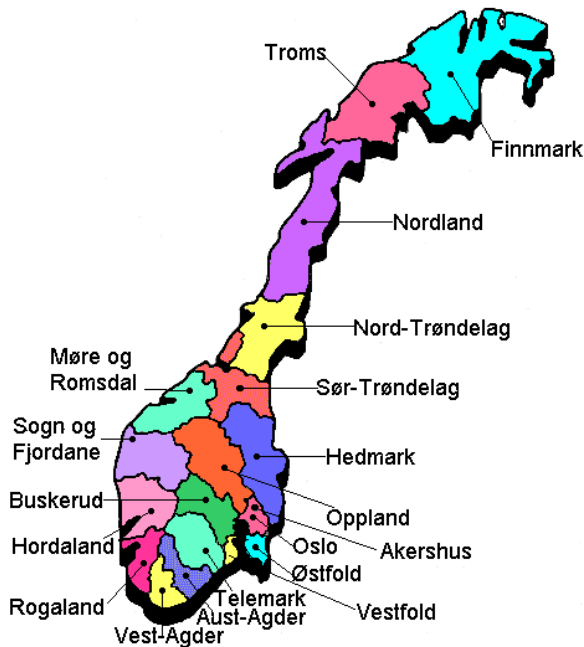 Troms
Finnmark
Nordland
Nord-Trøndelag
Møre og
Romsdal
Sør-Trøndelag
Sogn og
Fjordane
Hedmark
Buskerud
Oppland
Hordaland
Oslo
Akershus
Østfold
Rogaland
Telemark
Vestfold
Aust-Agder
Vest-Agder